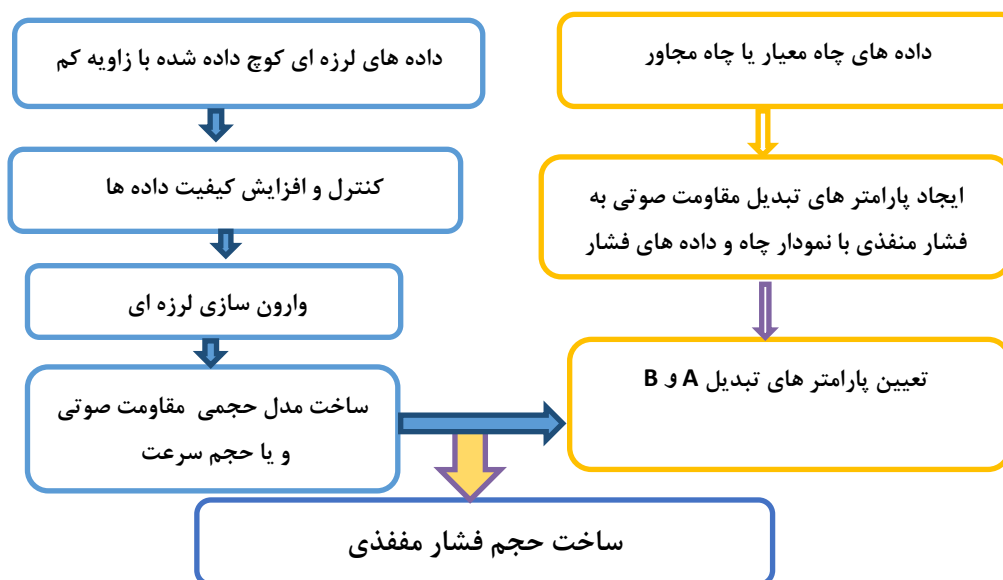 داده های چاه معیار یا چاه مجاور
داده های لرزه ای کوچ داده شده با زاویه کم
ایجاد پارامتر های تبدیل مقاومت صوتی به
فشار منفذی با نمودار چاه و داده های فشار
کنترل و افزایش کیفیت داده ها
وارون سازی لرزه ای
تعیین پارامتر های تبدیل A و B
ساخت مدل حجمی مقاومت صوتی
و یا حجم سرعت
ساخت حجم فشار مففذی